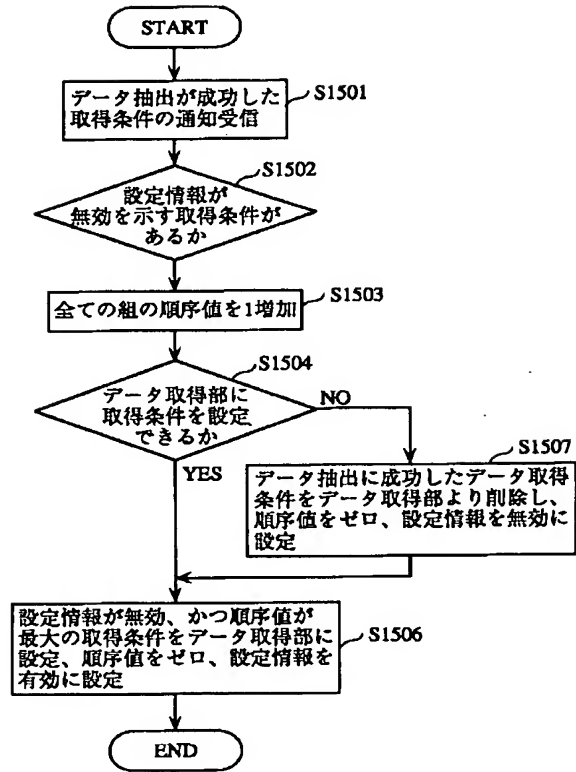 START
データ抽出が成功した
取得条件の通知受信
S1501
S1502
設定情報が
無効を示す取得条件が
あるか
全ての組の順序値を1増加
S1503
S1504
データ取得部に
取得条件を設定
できるか
NO
YES
S1507
データ抽出に成功したデータ取得
条件をデータ取得部より削除し、
順序値をゼロ、設定情報を無効に
設定
設定情報が無効、かつ順序値が
最大の取得条件をデータ取得部に
設定、順序値をゼロ、設定情報を
有効に設定
S1506
END